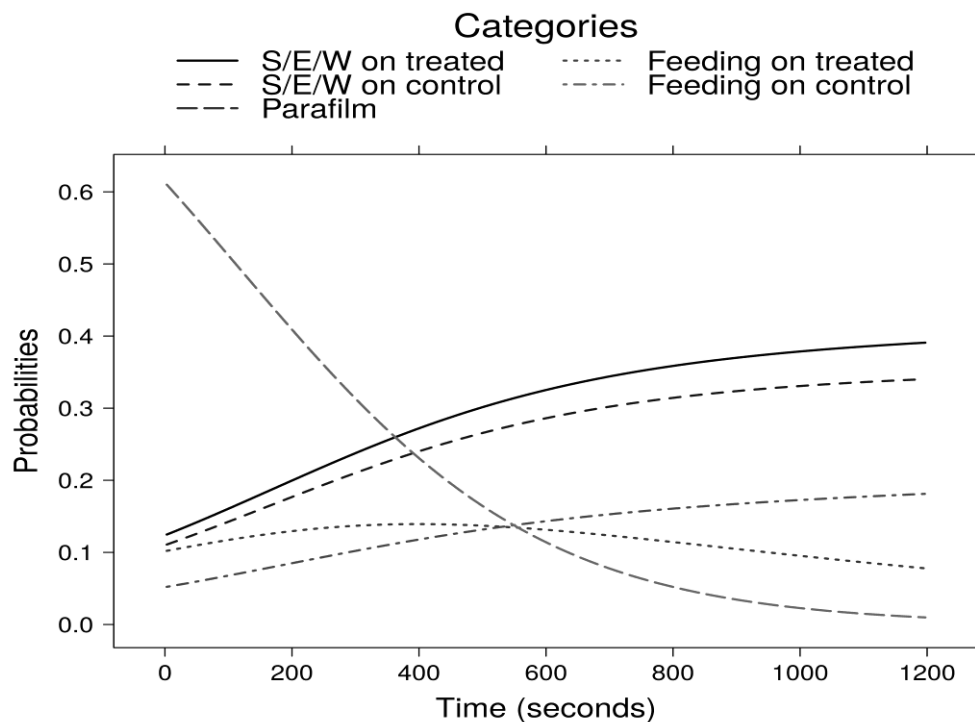 Categories
S/E/W on treated
S/E/W on control
Parafilm
Feeding on treated
Feeding on control
Probabilities
0.6
0.5
0.4
0.3
0.2
0.1
0.0
0 200 400 600 800 1000 1200
Time (seconds)